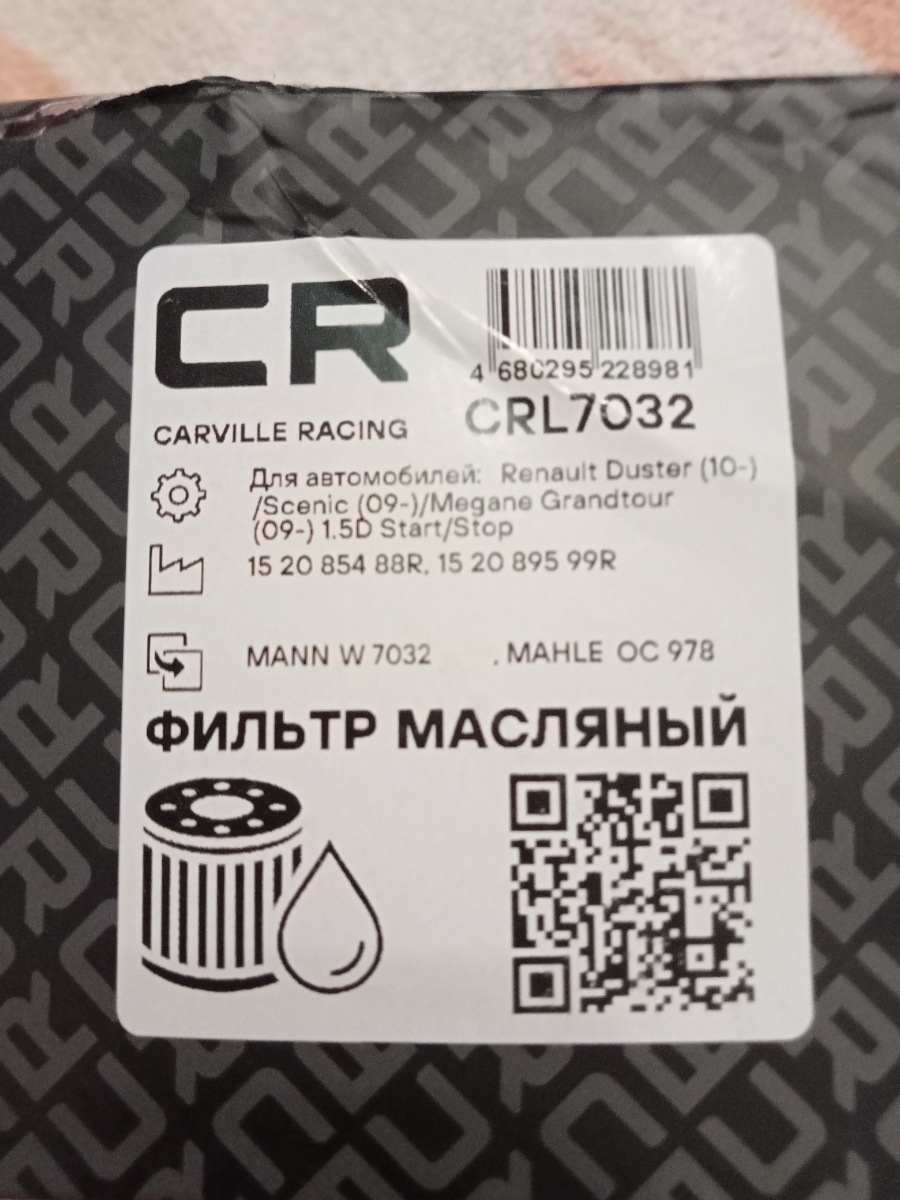 CR
4 680295 228981
CARVILLE RACING
CRL7032
Для автомобилей: Renault Duster (10-)
/Scenic (09-)/Megane Grandtour
(09-) 1.5D Start/Stop
15 20 854 88R, 15 20 895 99R
MANN W 7032 , MAHLE OC 978
ФИЛЬТР МАСЛЯНЫЙ